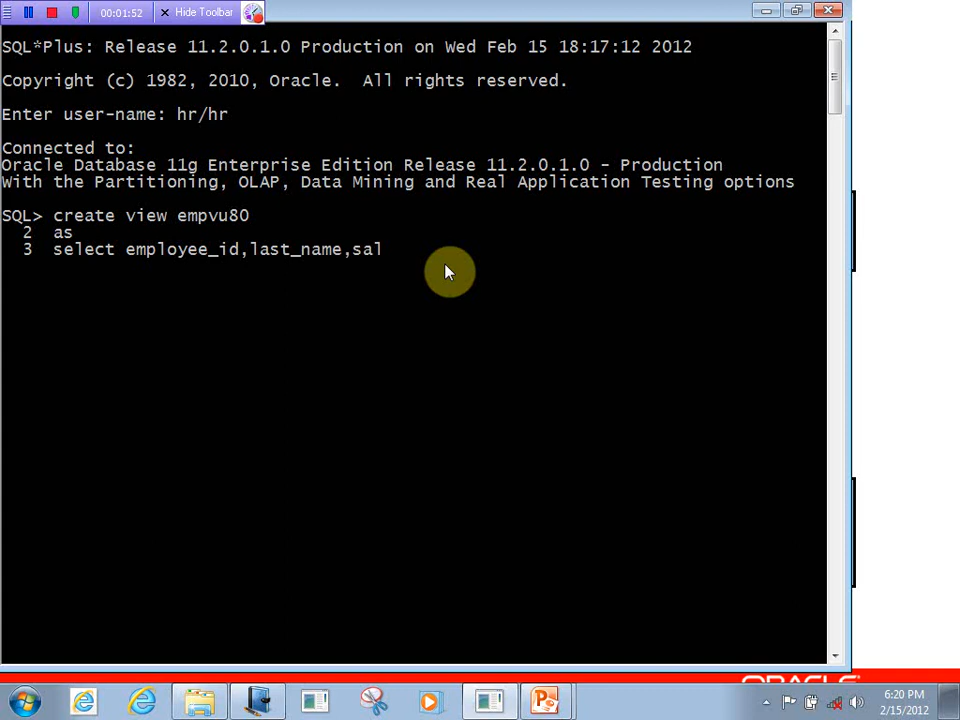 00:01:52
Hide Toolbar
SQL*Plus: Release 11.2.0.1.0 Production on Wed Feb 15 18:17:12 2012
Copyright (c) 1982, 2010, Oracle.  All rights reserved.
Enter user-name: hr/hr
Connected to:
Oracle Database 11g Enterprise Edition Release 11.2.0.1.0 - Production
With the Partitioning, OLAP, Data Mining and Real Application Testing options
SQL> create view empvu80
2  as
3  select employee_id,last_name,sal
ORACLE
6:20 PM
2/15/2012